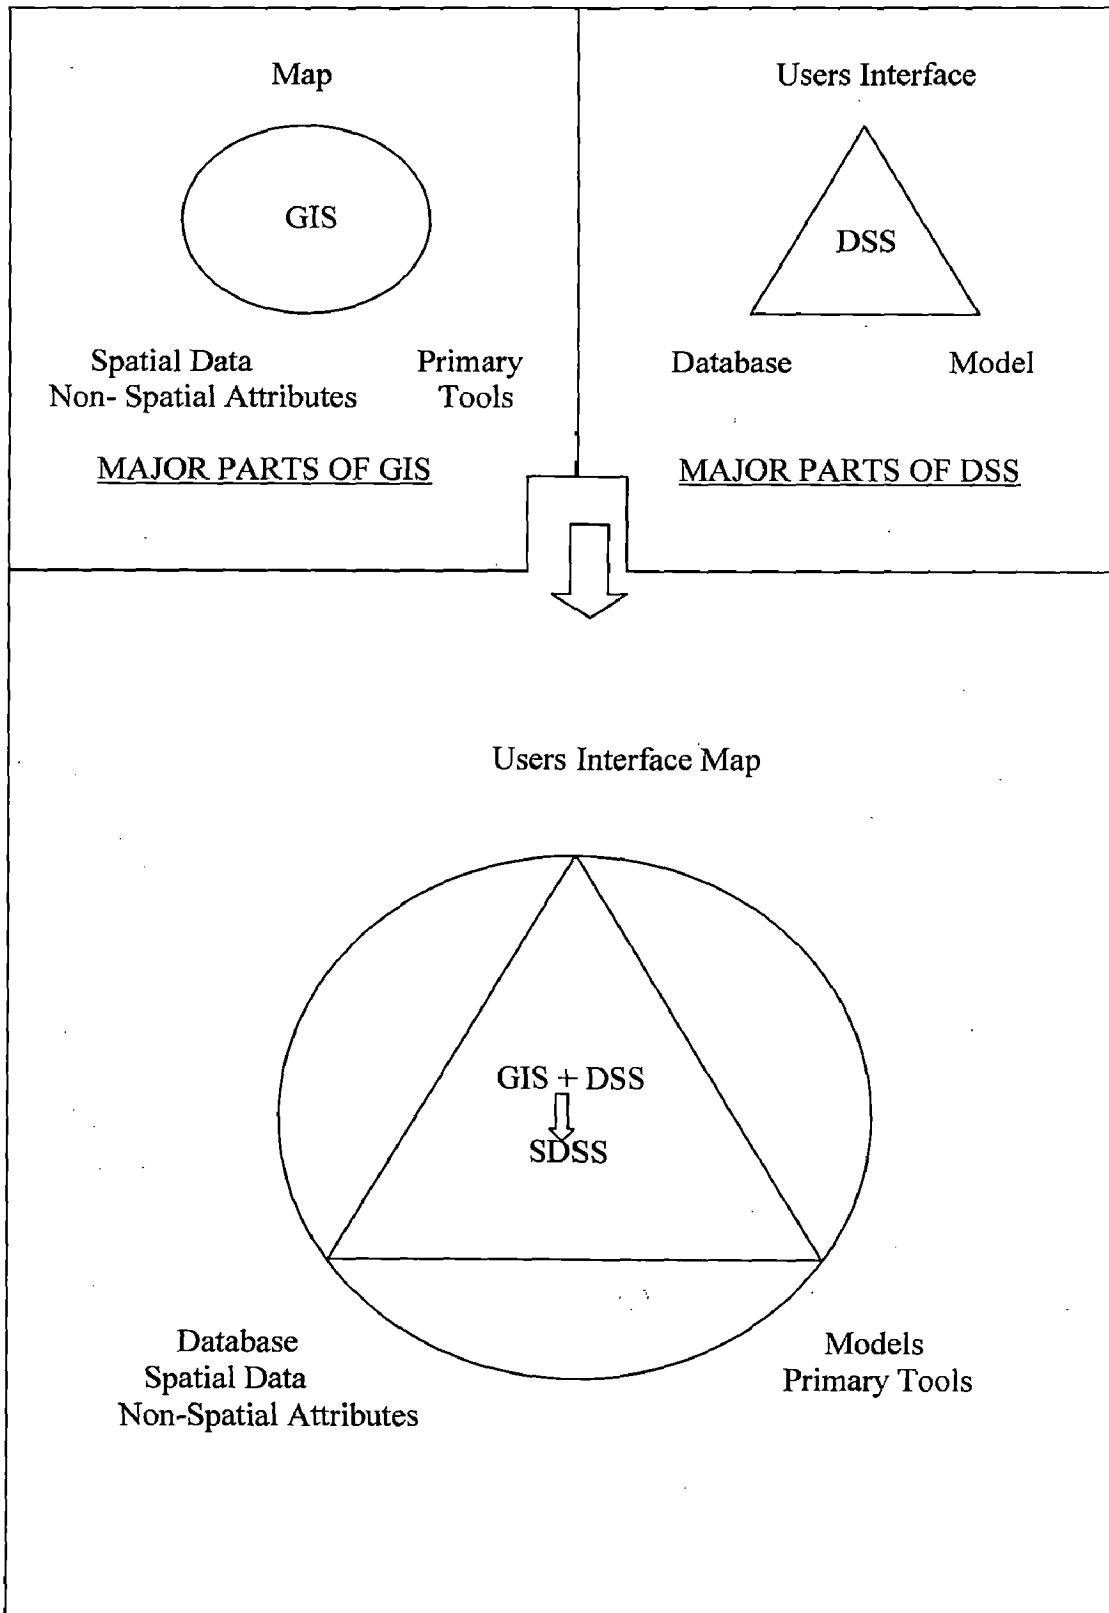 Map
GIS
Spatial Data
Non- Spatial Attributes
Primary
Tools
MAJOR PARTS OF GIS
Users Interface
DSS
Database
Model
MAJOR PARTS OF DSS
Users Interface Map
GIS + DSS
SDSS
Database
Spatial Data
Non-Spatial Attributes
Models
Primary Tools